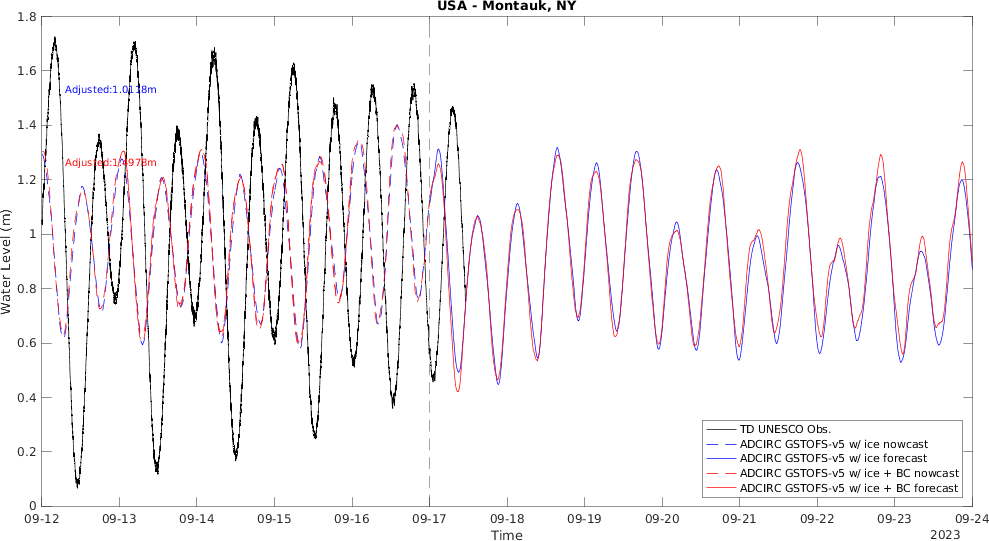 USA - Montauk, NY
Water Level (m)
1.8
1.6
1.4
1.2
1
0.8
0.6
0.4
0.2
0
Adjusted:1.0118m
TD UNESCO Obs.
ADCIRC GSTOFS-v5 w/ ice nowcast
ADCIRC GSTOFS-v5 w/ ice forecast
ADCIRC GSTOFS-v5 w/ ice + BC nowcast
ADCIRC GSTOFS-v5 w/ ice + BC forecast
09-12 09-13 09-14 09-15 09-16 09-17 09-18 09-19 09-20 09-21 09-22 09-23 09-24
Time
2023